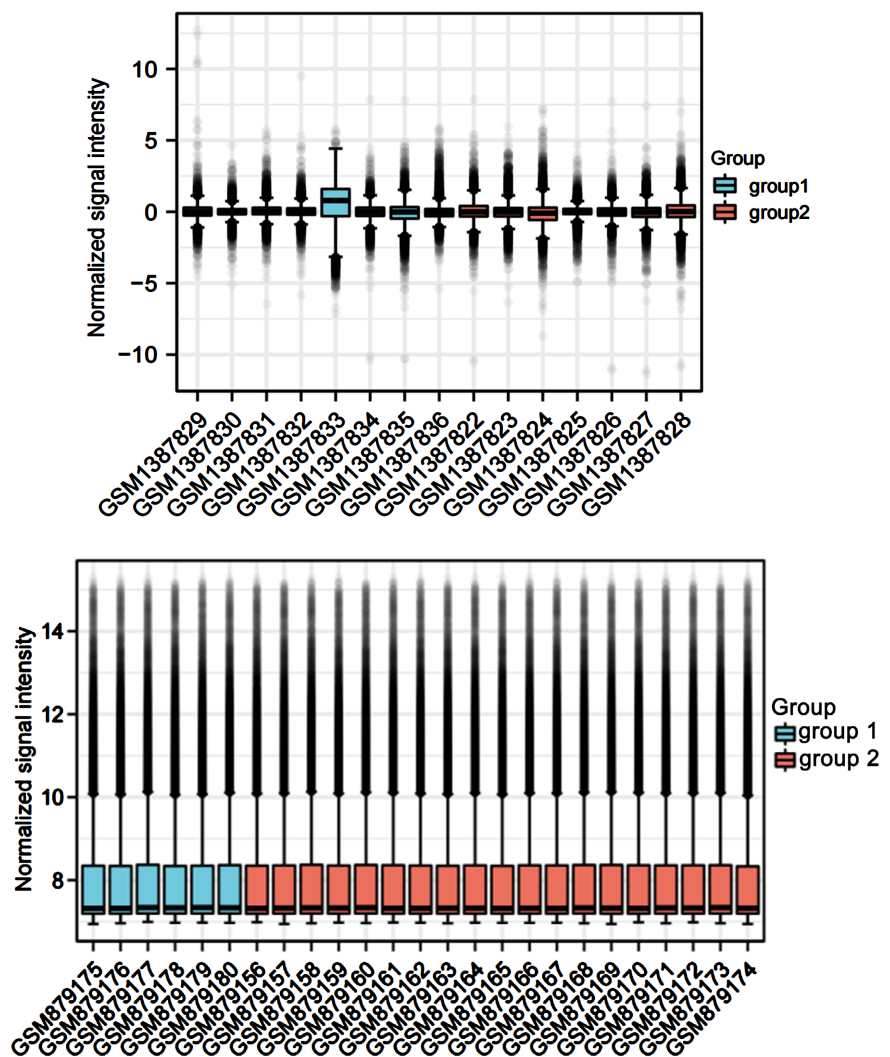 Normalized signal intensity
10
5
0
−5
−10
Group
group1
group2
GSM1387829
GSM1387830
GSM1387831
GSM1387832
GSM1387833
GSM1387834
GSM1387835
GSM1387836
GSM1387822
GSM1387823
GSM1387824
GSM1387825
GSM1387826
GSM1387827
GSM1387828
Normalized signal intensity
14
12
10
8
Group
group 1
group 2
GSM879175
GSM879176
GSM879177
GSM879178
GSM879179
GSM879180
GSM879156
GSM879157
GSM879158
GSM879159
GSM879160
GSM879161
GSM879162
GSM879163
GSM879164
GSM879165
GSM879166
GSM879167
GSM879168
GSM879169
GSM879170
GSM879171
GSM879172
GSM879173
GSM879174